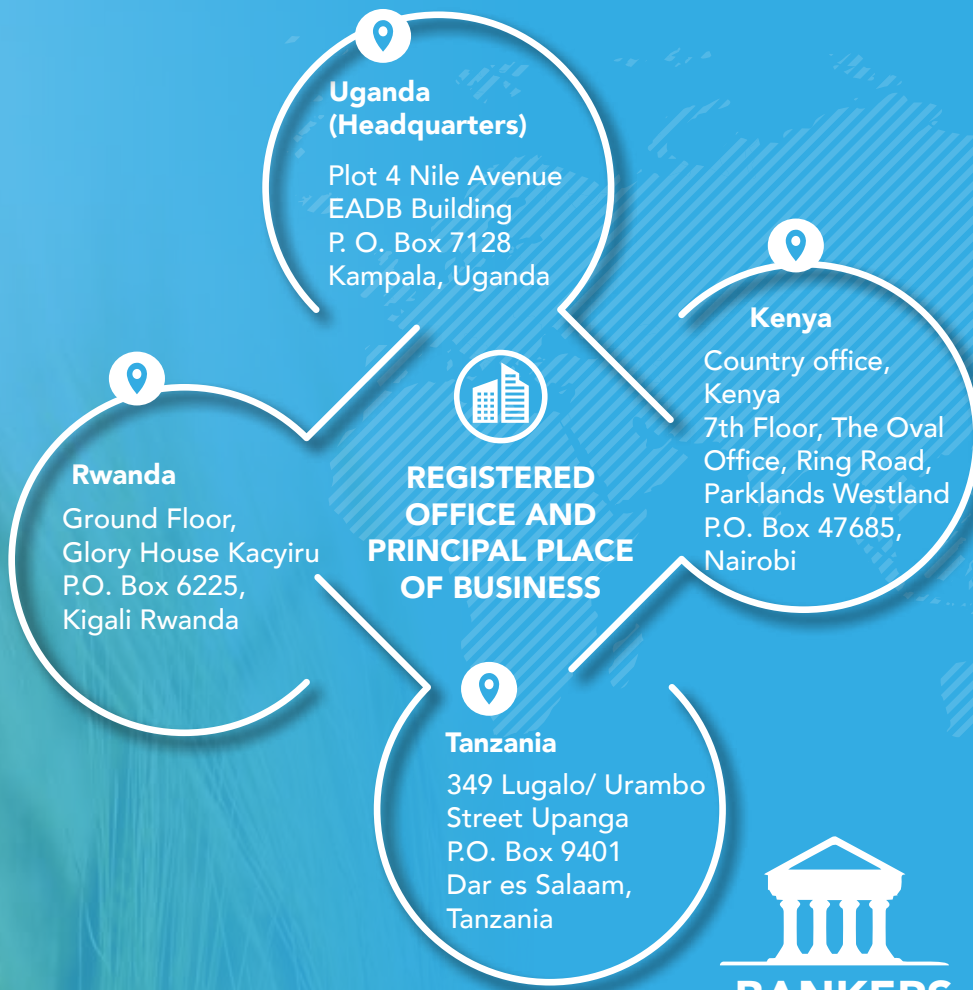 Uganda
(Headquarters)
Plot 4 Nile Avenue
EADB Building
P. O. Box 7128
Kampala, Uganda
Kenya
Country office,
Kenya
7th Floor, The Oval
Office, Ring Road,
Parklands Westland
P.O. Box 47685,
Nairobi
REGISTERED
OFFICE AND
PRINCIPAL PLACE
OF BUSINESS
Rwanda
Ground Floor,
Glory House Kacyiru
P.O. Box 6225,
Kigali Rwanda
Tanzania
349 Lugalo/ Urambo
Street Upanga
P.O. Box 9401
Dar es Salaam,
Tanzania
BANKERS